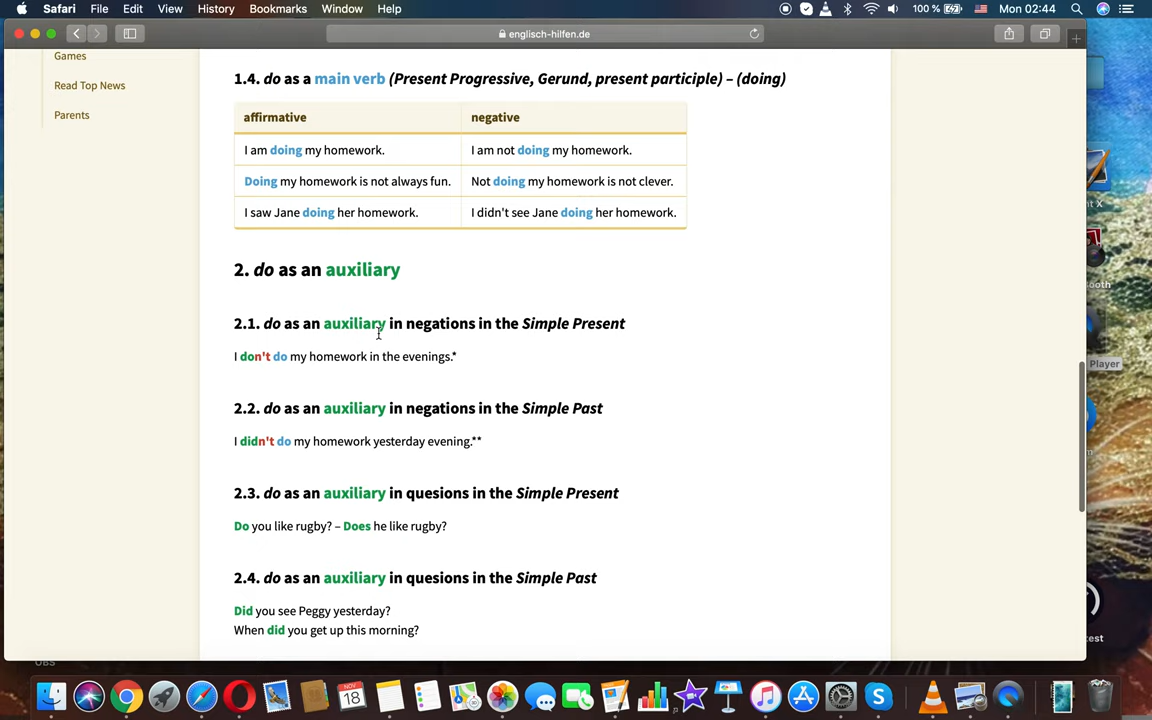 Safari File Edit View History Bookmarks Window Help 100 % Mon 02:44
englisch-hilfen.de
Games
Read Top News
Parents
1.4. do as a main verb (Present Progressive, Gerund, present participle) – (doing)
affirmative negative
I am doing my homework. I am not doing my homework.
Doing my homework is not always fun. Not doing my homework is not clever.
I saw Jane doing her homework. I didn't see Jane doing her homework.
2. do as an auxiliary
2.1. do as an auxiliary in negations in the Simple Present
I don't do my homework in the evenings.*
2.2. do as an auxiliary in negations in the Simple Past
I didn't do my homework yesterday evening.**
2.3. do as an auxiliary in quesions in the Simple Present
Do you like rugby? – Does he like rugby?
2.4. do as an auxiliary in quesions in the Simple Past
Did you see Peggy yesterday?
When did you get up this morning?
Player
OBS
NOV
18